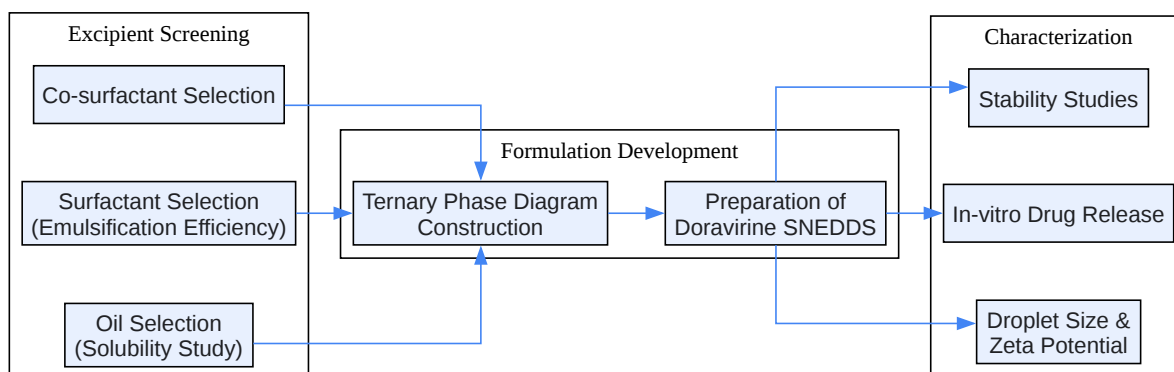 Excipient Screening
Co-surfactant Selection
Surfactant Selection
(Emulsification Efficiency)
Oil Selection
(Solubility Study)
Formulation Development
Ternary Phase Diagram
Construction
Preparation of
Doravirine SNEDDS
Characterization
Stability Studies
In-vitro Drug Release
Droplet Size &
Zeta Potential